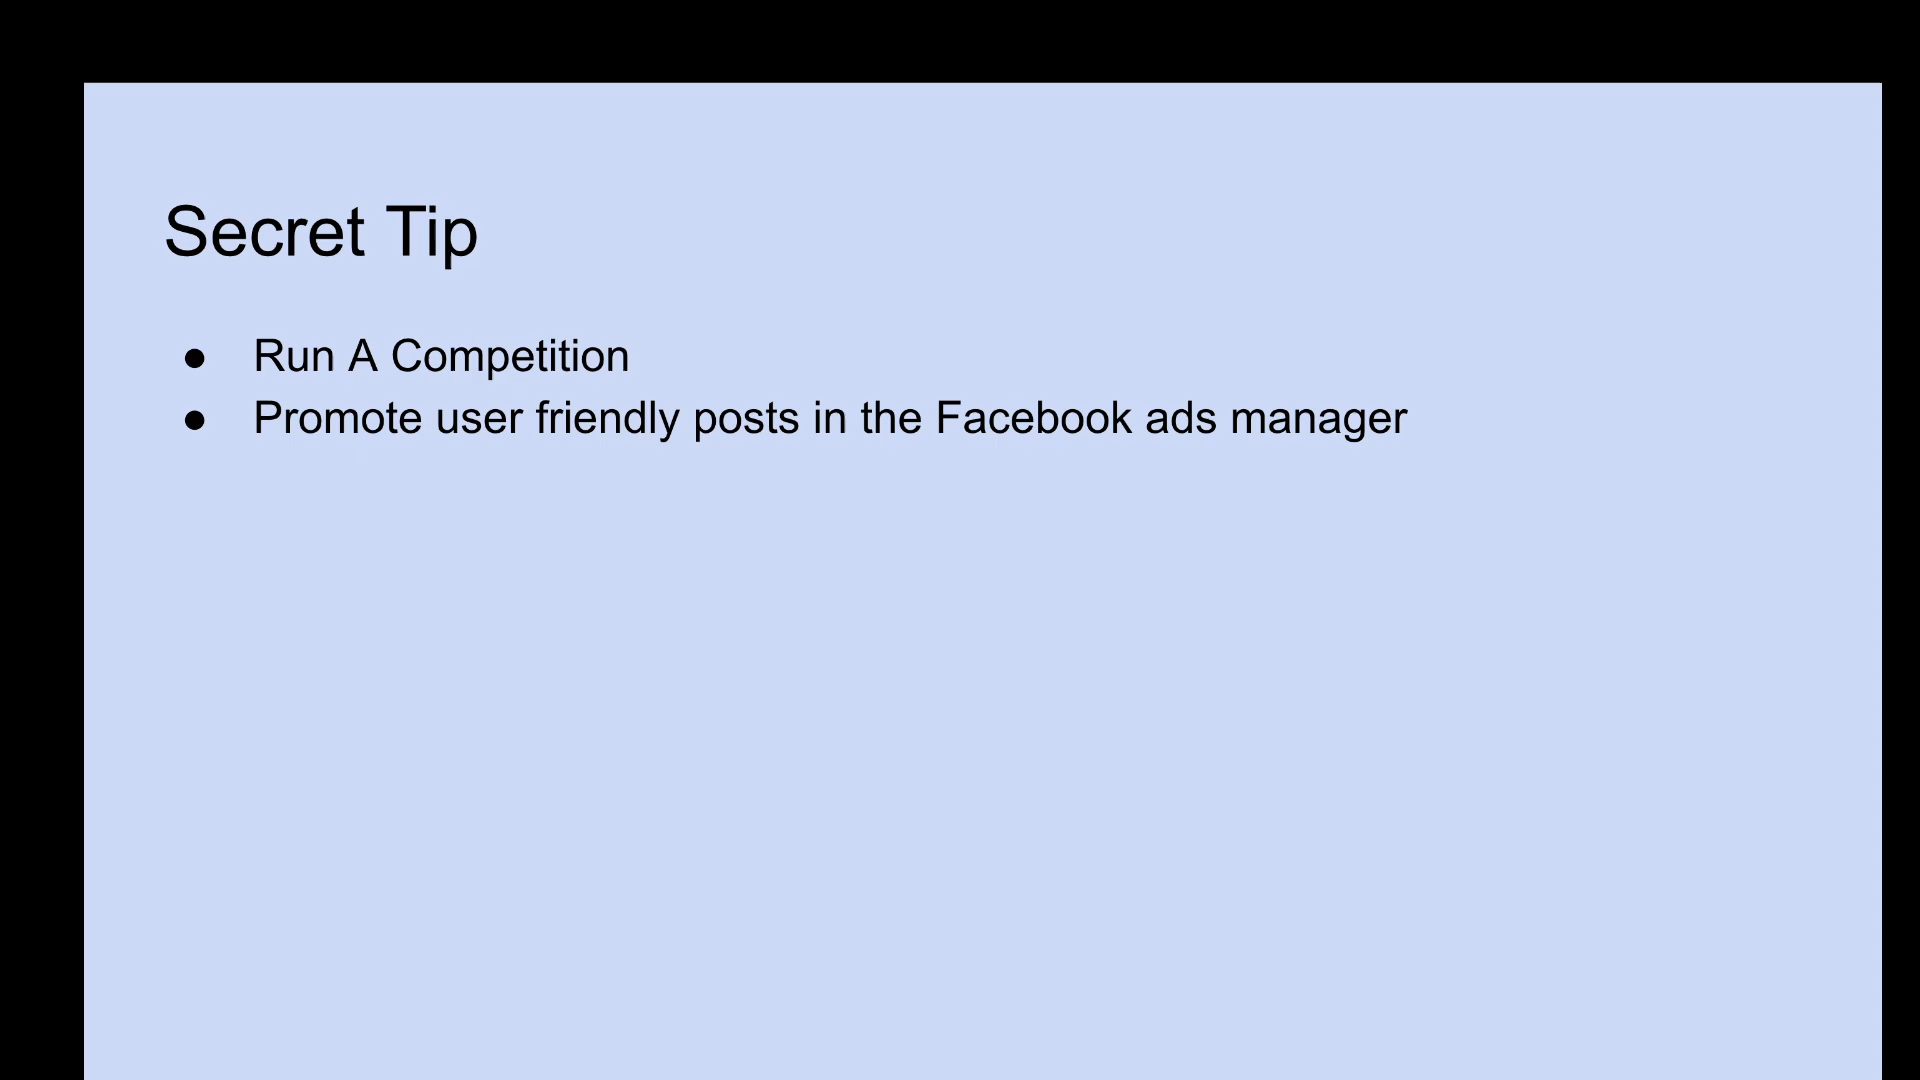 Secret Tip
● Run A Competition
● Promote user friendly posts in the Facebook ads manager